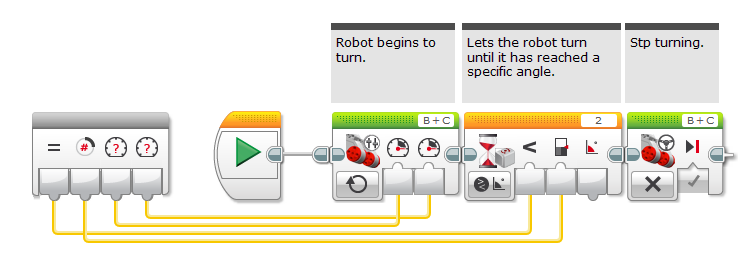 Robot begins to
turn.
Lets the robot turn
until it has reached a
specific angle.
Stp turning.
B + C
2
B + C
= # ? ?
<